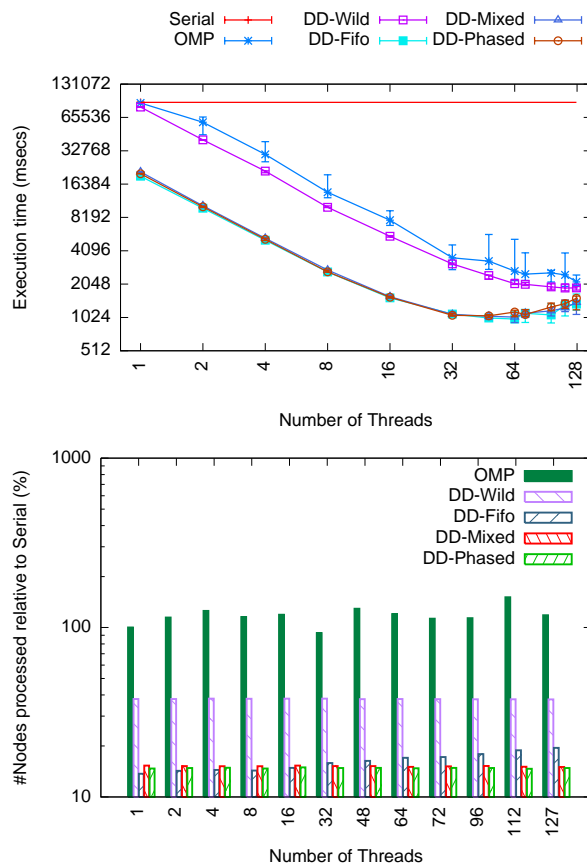 Serial DD-Wild DD-Mixed
OMP DD-Fifo DD-Phased
Execution time (msecs)
131072
65536
32768
16384
8192
4096
2048
1024
512
1 2 4 8 16 32 64 128
Number of Threads
#Nodes processed relative to Serial (%)
1000
100
10
OMP
DD-Wild
DD-Fifo
DD-Mixed
DD-Phased
1 2 4 8 16 32 48 64 72 96 112 127
Number of Threads